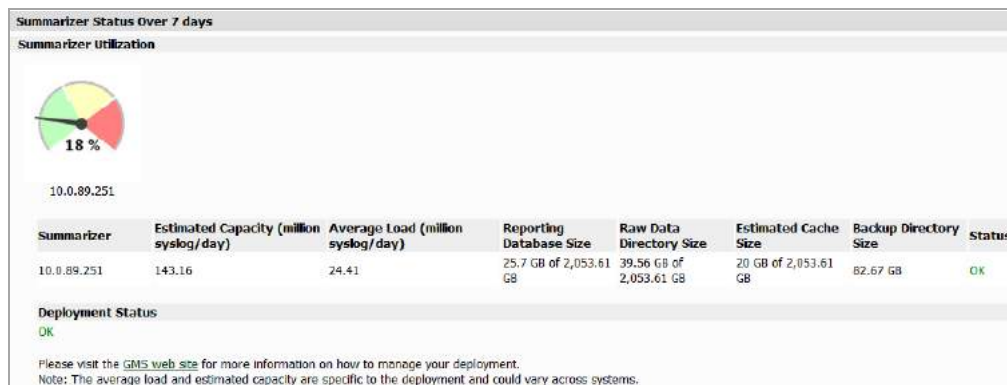 Summarizer Status Over 7 days
Summarizer Utilization
18 %
10.0.89.251
Summarizer Estimated Capacity (million syslog/day) Average Load (million syslog/day) Reporting Database Size Raw Data Directory Size Estimated Cache Size Backup Directory Size Status
10.0.89.251 143.16 24.41 25.7 GB of 2,053.61 GB 39.56 GB of 2,053.61 GB 20 GB of 2,053.61 GB 82.67 GB OK
Deployment Status
OK
Please visit the GMS web site for more information on how to manage your deployment.
Note: The average load and estimated capacity are specific to the deployment and could vary across systems.